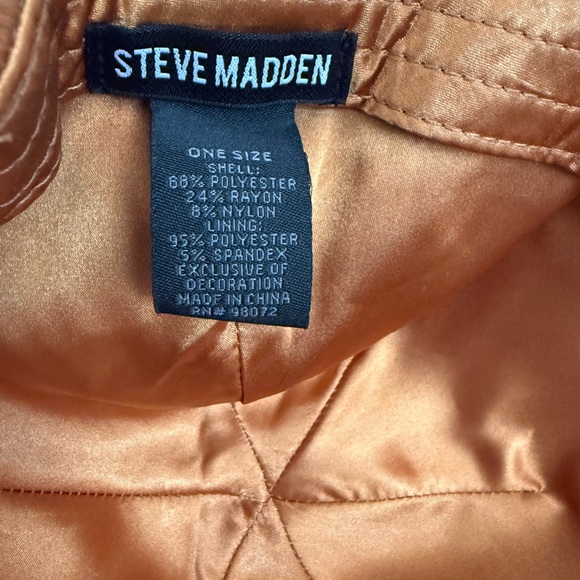 STEVE MADDEN
ONE SIZE
SHELL:
68% POLYESTER
24% RAYON
8% NYLON
LINING:
95% POLYESTER
5% SPANDEX
EXCLUSIVE OF
DECORATION
MADE IN CHINA
RN# 98072